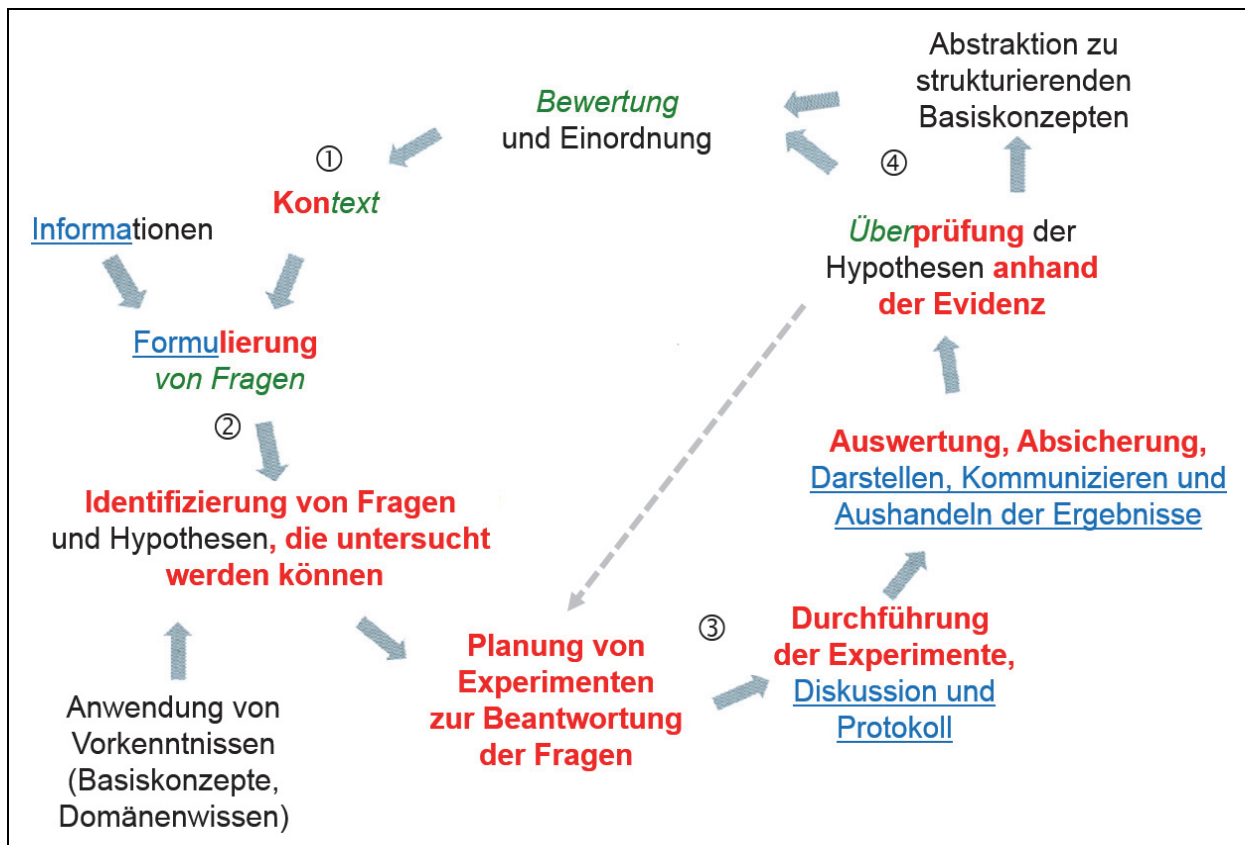 ①
Kontext
Informationen
Formulierung
von Fragen
②
Identifizierung von Fragen
und Hypothesen, die untersucht
werden können
Anwendung von
Vorkenntnissen
(Basiskonzepte,
Domänenwissen)
Planung von
Experimenten
zur Beantwortung
der Fragen
③
Durchführung
der Experimente,
Diskussion und
Protokoll
Auswertung, Absicherung,
Darstellen, Kommunizieren und
Aushandeln der Ergebnisse
Überprüfung der
Hypothesen anhand
der Evidenz
④
Abstraktion zu
strukturierenden
Basiskonzepten
Bewertung
und Einordnung